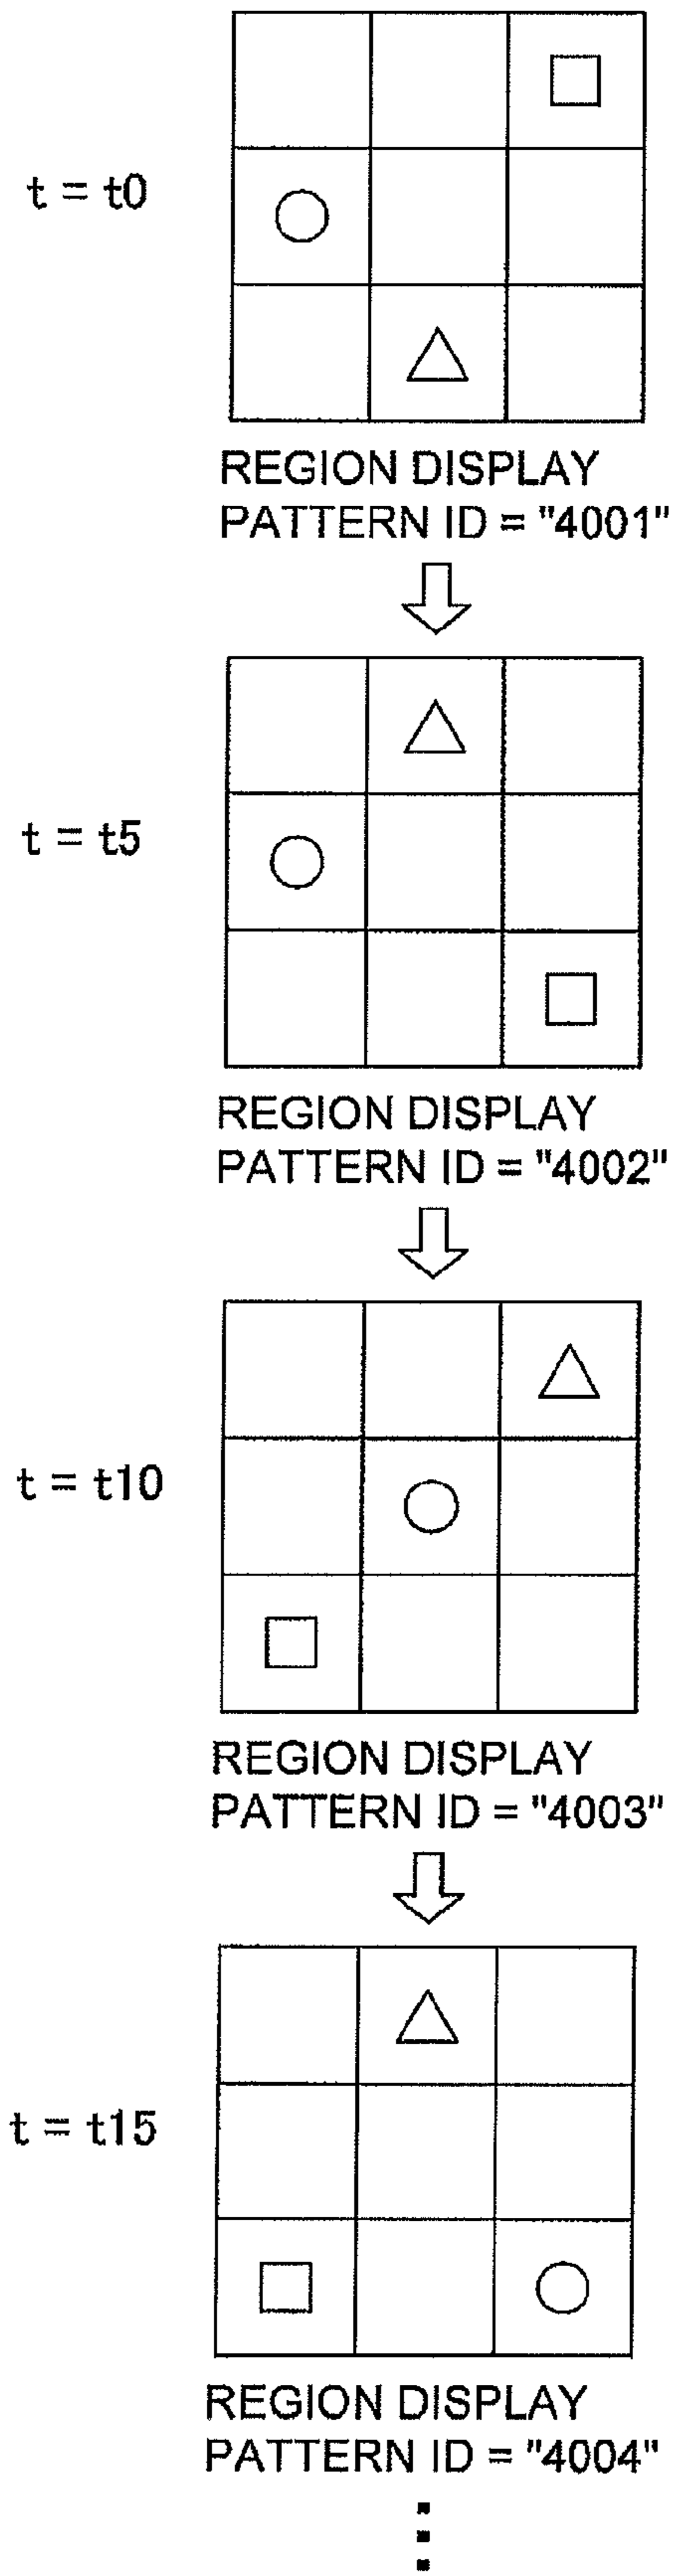 t = t0
REGION DISPLAY
PATTERN ID = "4001"
t = t5
REGION DISPLAY
PATTERN ID = "4002"
t = t10
REGION DISPLAY
PATTERN ID = "4003"
t = t15
REGION DISPLAY
PATTERN ID = "4004"